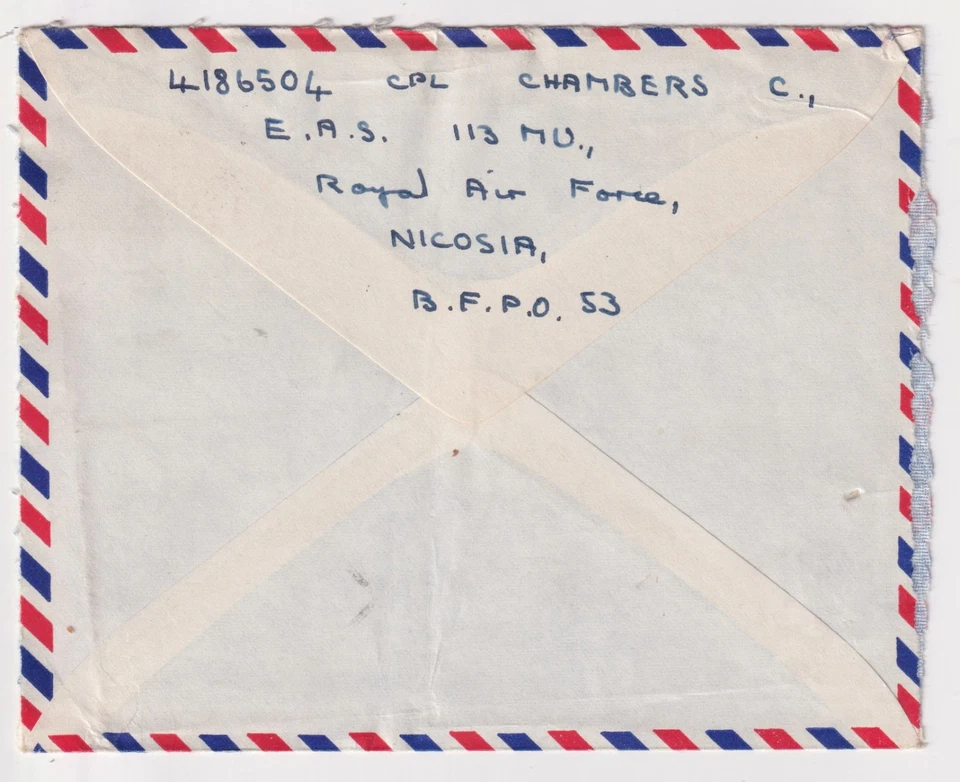 4186504 CPL CHAMBERS C.,
E.A.S. 113 MU.,
Royal Air Force,
NICOSIA,
B.F.P.O. 53